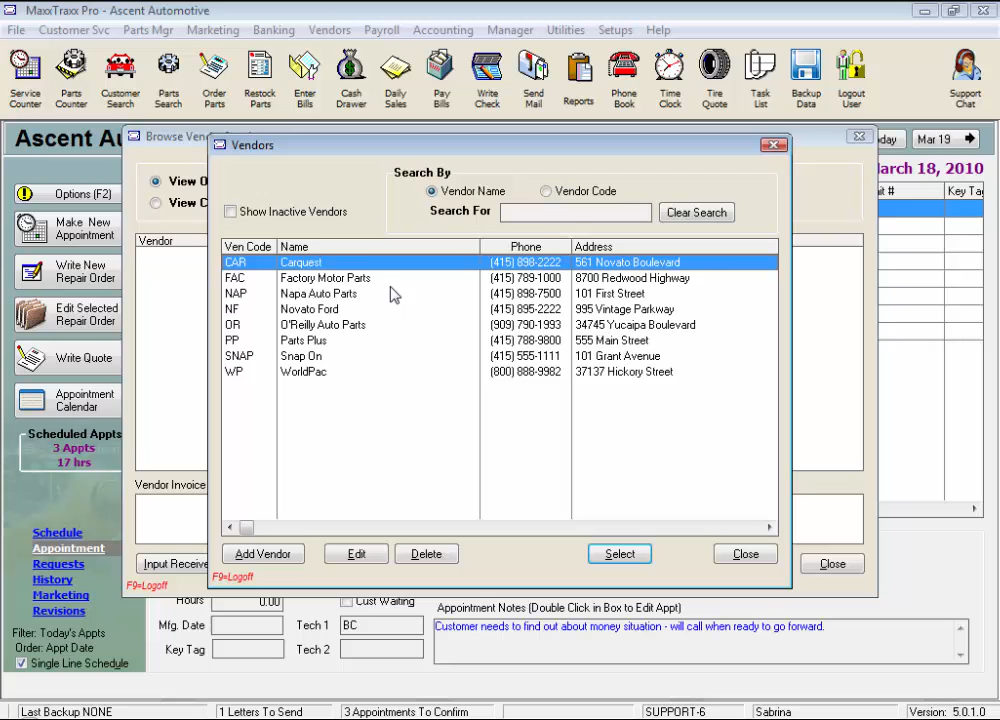 MaxxTraxx Pro - Ascent Automotive
File Customer Svc Parts Mgr Marketing Banking Vendors Payroll Accounting Manager Utilities Setups Help
Service Counter
Parts Counter
Customer Search
Parts Search
Order Parts
Restock Parts
Enter Bills
Cash Drawer
Daily Sales
Pay Bills
Write Check
Send Mail
Reports
Phone Book
Time Clock
Tire Quote
Task List
Backup Data
Logout User
Support Chat
Ascent Au
Browse Ven
Vendors
day
Mar 19
March 18, 2010
Options (F2)
Make New Appointment
Write New Repair Order
Edit Selected Repair Order
Write Quote
Appointment Calendar
Scheduled Appts
3 Appts
17 hrs
Schedule
Appointment
Requests
History
Marketing
Revisions
Filter: Today's Appts
Order: Appt Date
Single Line Schedule
View O
View C
Vendor
Vendor Invoice
Input Receive
F9=Logoff
Search By
Vendor Name
Vendor Code
Show Inactive Vendors
Search For
Clear Search
Ven Code Name Phone Address
CAR Carquest (415) 898-2222 561 Novato Boulevard
FAC Factory Motor Parts (415) 789-1000 8700 Redwood Highway
NAP Napa Auto Parts (415) 898-7500 101 First Street
NF Novato Ford (415) 895-2222 995 Vintage Parkway
OR O'Reilly Auto Parts (909) 790-1993 34745 Yucaipa Boulevard
PP Parts Plus (415) 788-9800 555 Main Street
SNAP Snap On (415) 555-1111 101 Grant Avenue
WP WorldPac (800) 888-9982 37137 Hickory Street
Add Vendor
Edit
Delete
Select
Close
F9=Logoff
Close
it #
Key Tag
Hours 0.00
Cust Waiting
Mfg. Date
Tech 1 BC
Key Tag
Tech 2
Appointment Notes (Double Click in Box to Edit Appt)
Customer needs to find out about money situation - will call when ready to go forward.
Last Backup NONE
1 Letters To Send
3 Appointments To Confirm
SUPPORT-6
Sabrina
Version: 5.0.1.0